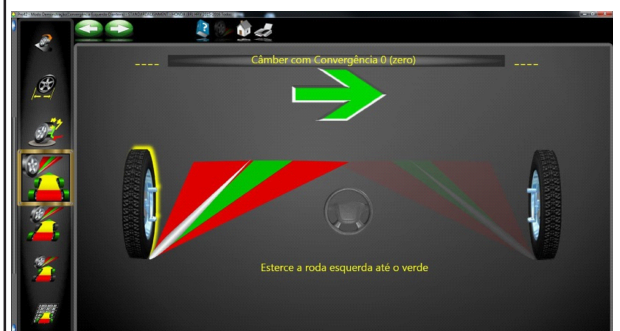 Câmber com Convergência 0 (zero)
---- ----
Esterce a roda esquerda até o verde